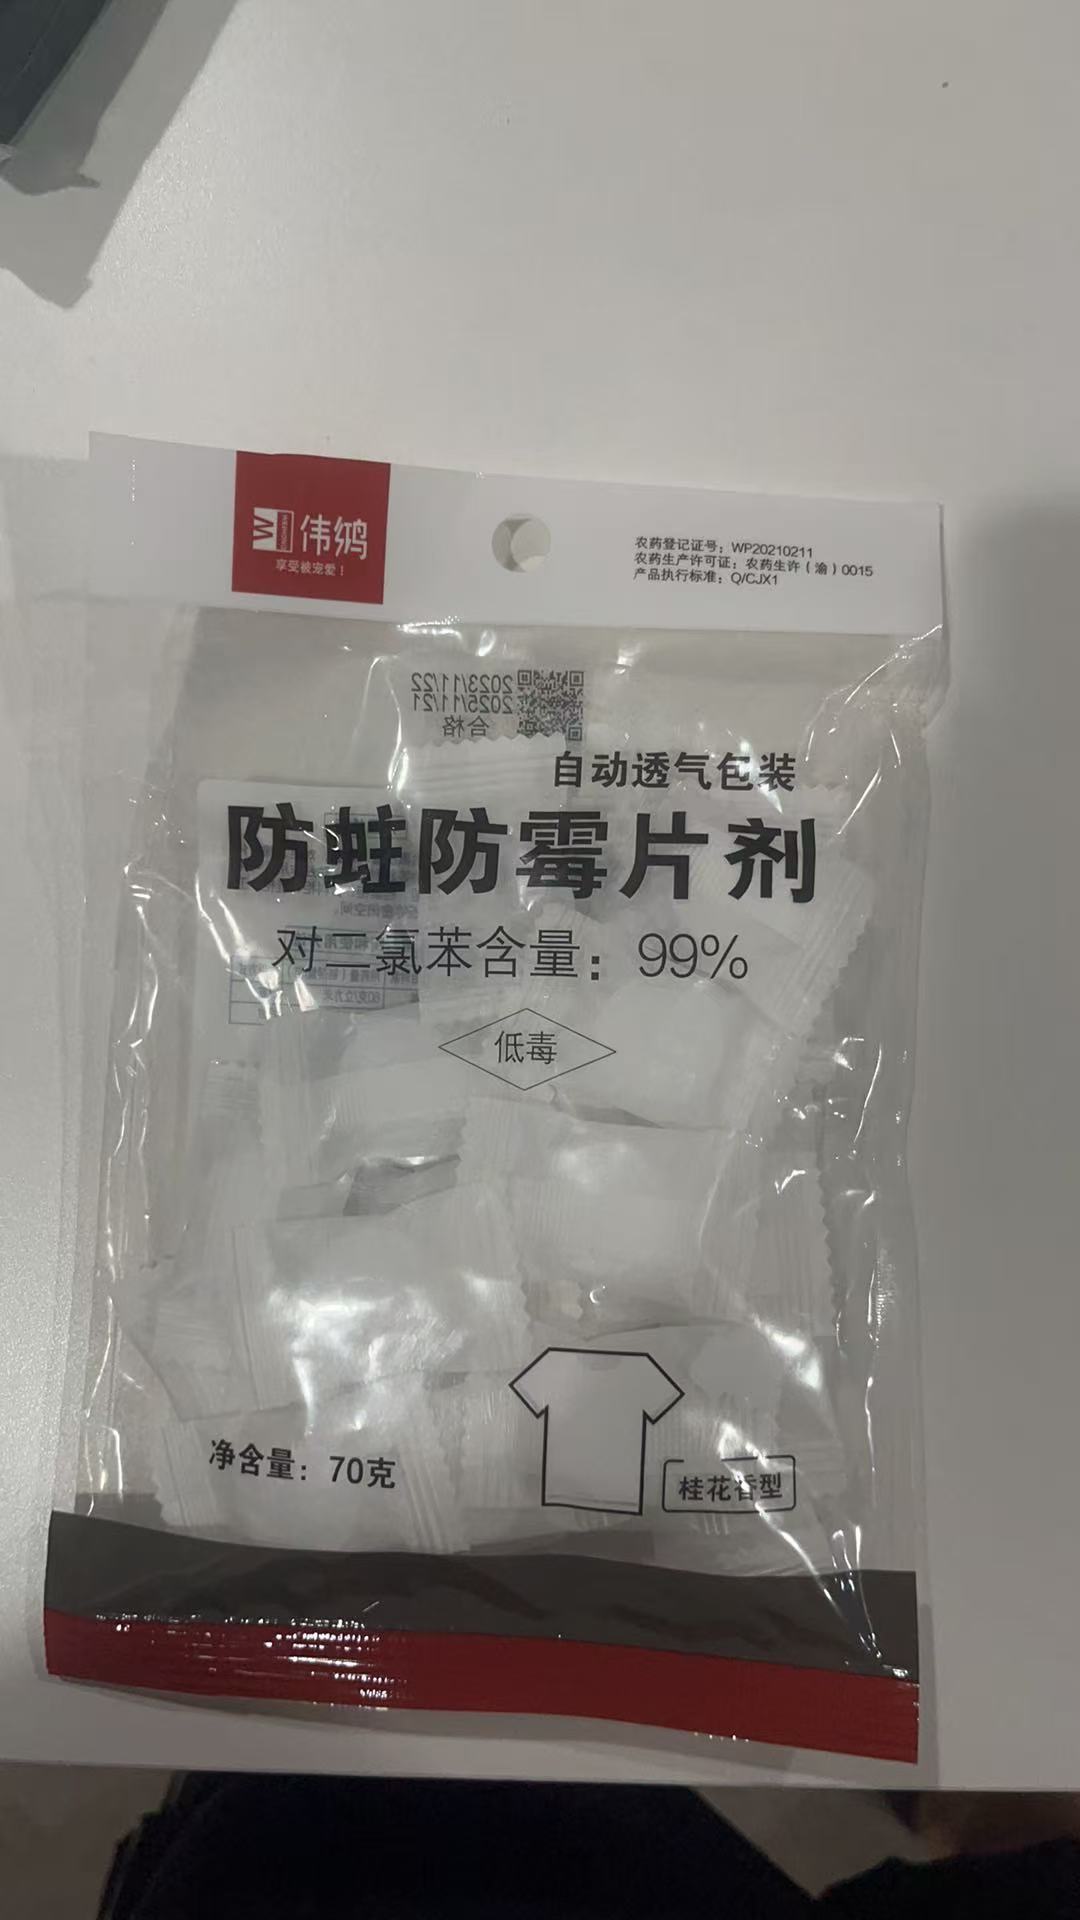 伟鸿
享受被宠爱！
农药登记证号：WP20210211
农药生产许可证：农药生许（渝）0015
产品执行标准：Q/CJX1
2023/11/22
2025/11/21
合格
自动透气包装
防蛀防霉片剂
对二氯苯含量：99%
低毒
净含量：70克
桂花香型